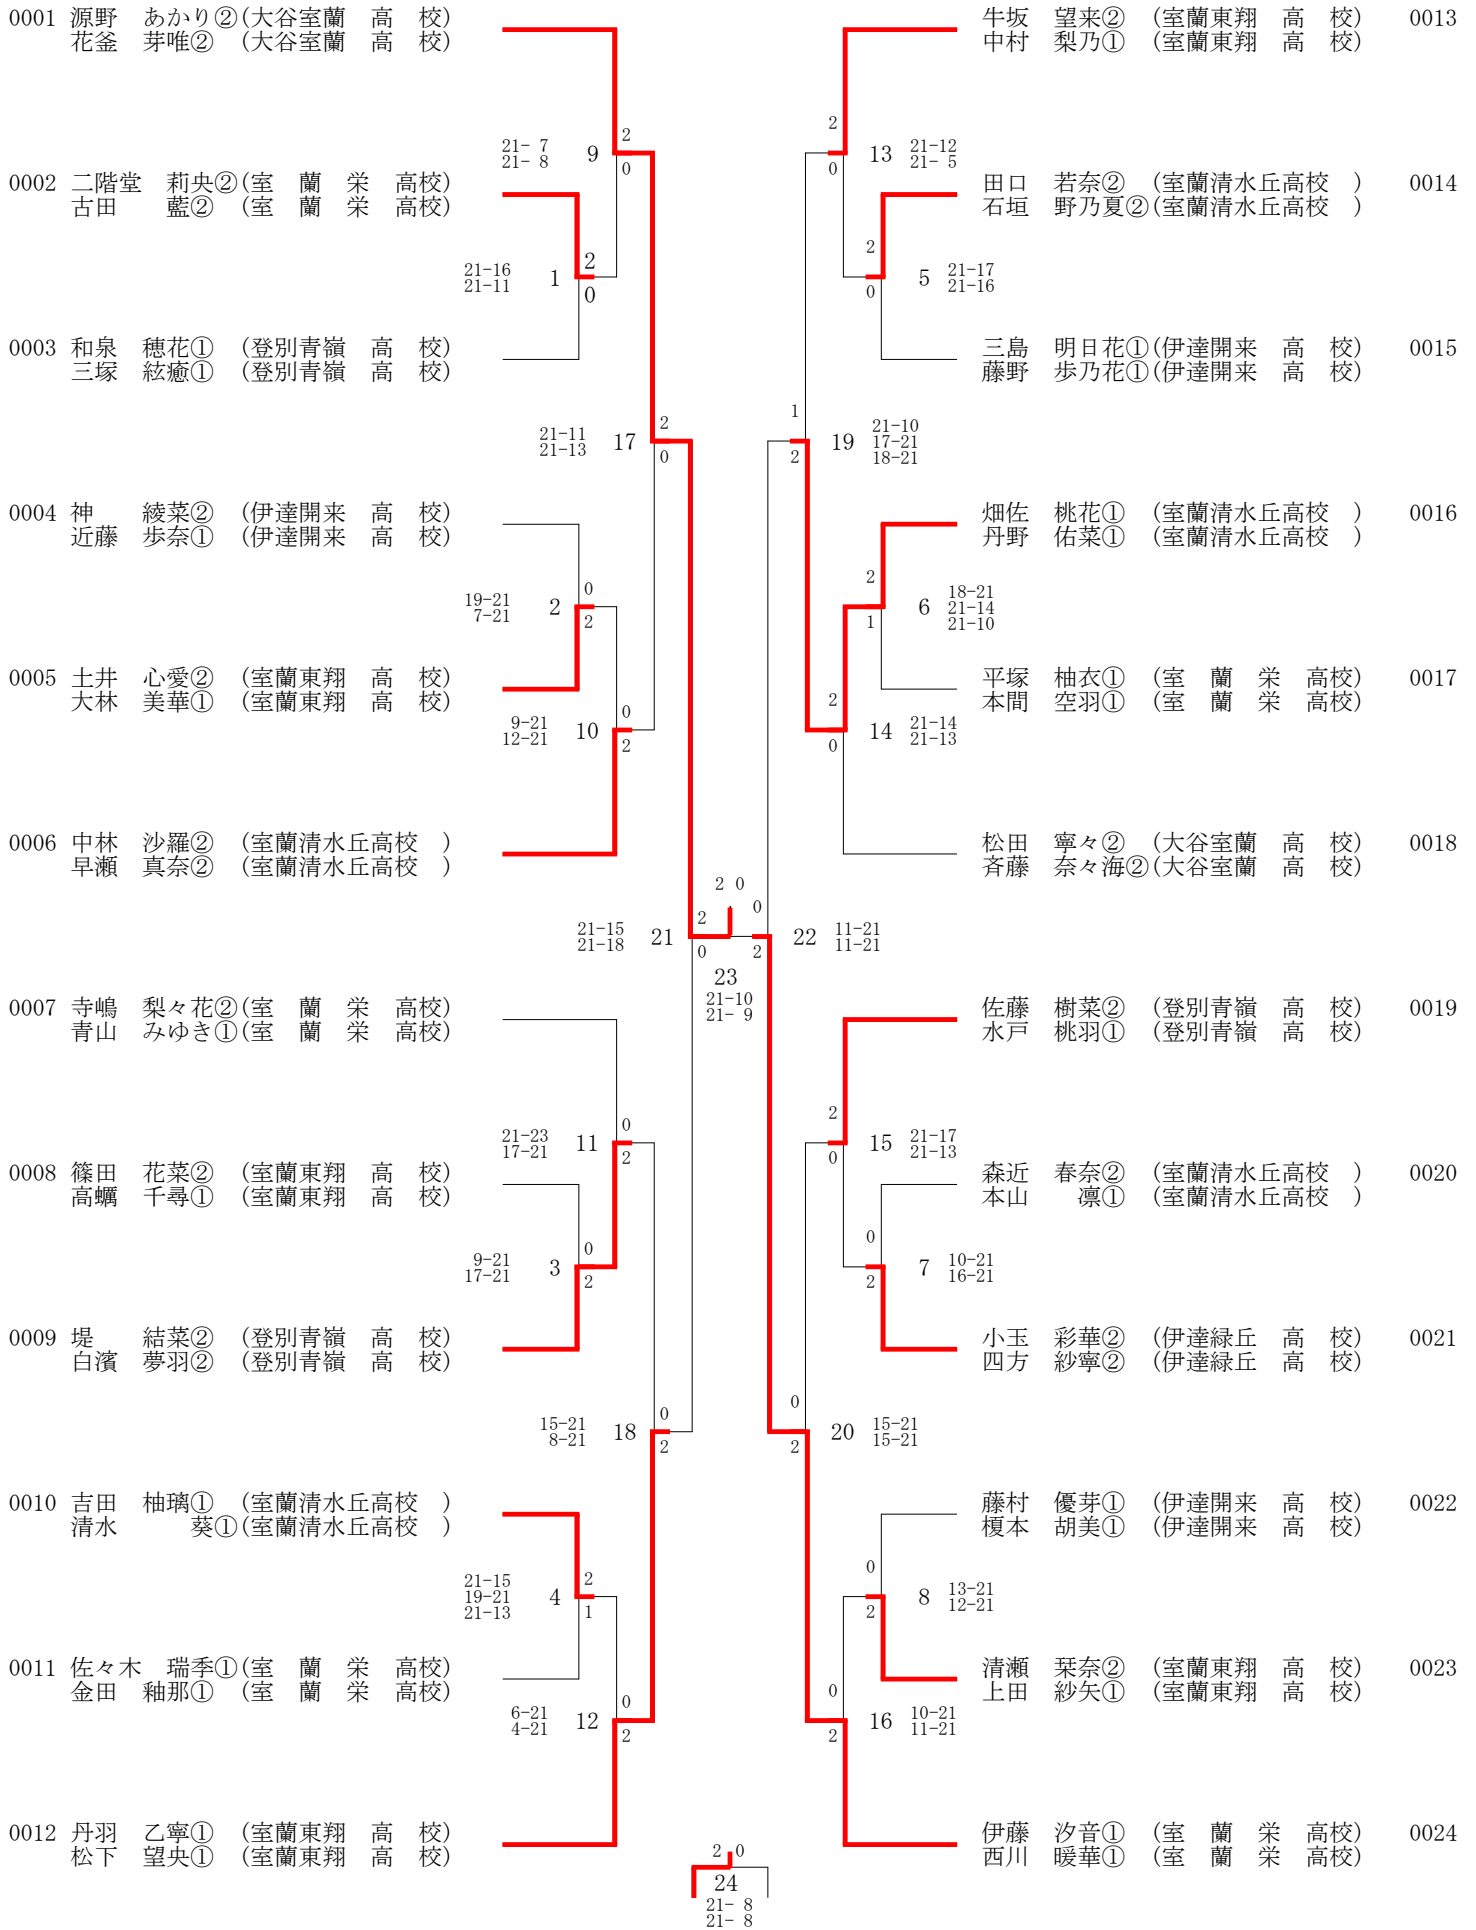 0001 源野　あかり②(大谷室蘭　高　校)
花釜　芽唯②　(大谷室蘭　高　校)
21- 7
21- 8
9
2
0
0002 二階堂　莉央②(室　蘭　栄　高校)
古田　　藍②　(室　蘭　栄　高校)
21-16
21-11
1
2
0
0003 和泉　穂花①　(登別青嶺　高　校)
三塚　絃癒①　(登別青嶺　高　校)
21-11
21-13
17
2
0
0004 神　　綾菜②　(伊達開来　高　校)
近藤　歩奈①　(伊達開来　高　校)
19-21
7-21
2
0
2
0005 土井　心愛②　(室蘭東翔　高　校)
大林　美華①　(室蘭東翔　高　校)
9-21
12-21
10
0
2
0006 中林　沙羅②　(室蘭清水丘高校　)
早瀬　真奈②　(室蘭清水丘高校　)
21-15
21-18
21
2
0
0007 寺嶋　梨々花②(室　蘭　栄　高校)
青山　みゆき①(室　蘭　栄　高校)
21-23
17-21
11
0
2
0008 篠田　花菜②　(室蘭東翔　高　校)
高蠣　千尋①　(室蘭東翔　高　校)
9-21
17-21
3
0
2
0009 堤　　結菜②　(登別青嶺　高　校)
白濱　夢羽②　(登別青嶺　高　校)
15-21
8-21
18
0
2
0010 吉田　柚璃①　(室蘭清水丘高校　)
清水　　　葵①(室蘭清水丘高校　)
21-15
19-21
21-13
4
2
1
0011 佐々木　瑞季①(室　蘭　栄　高校)
金田　釉那①　(室　蘭　栄　高校)
6-21
4-21
12
0
2
0012 丹羽　乙寧①　(室蘭東翔　高　校)
松下　望央①　(室蘭東翔　高　校)
2 0
23
21-10
21- 9
2 0
24
21- 8
21- 8
牛坂　望来②　(室蘭東翔　高　校) 0013
中村　梨乃①　(室蘭東翔　高　校)
2
0
13
21-12
21- 5
田口　若奈②　(室蘭清水丘高校　) 0014
石垣　野乃夏②(室蘭清水丘高校　)
2
0
5
21-17
21-16
三島　明日花①(伊達開来　高　校) 0015
藤野　歩乃花①(伊達開来　高　校)
1
2
19
21-10
17-21
18-21
畑佐　桃花①　(室蘭清水丘高校　) 0016
丹野　佑菜①　(室蘭清水丘高校　)
2
1
6
18-21
21-14
21-10
平塚　柚衣①　(室　蘭　栄　高校) 0017
本間　空羽①　(室　蘭　栄　高校)
2
0
14
21-14
21-13
松田　寧々②　(大谷室蘭　高　校) 0018
斉藤　奈々海②(大谷室蘭　高　校)
0
2
22
11-21
11-21
佐藤　樹菜②　(登別青嶺　高　校) 0019
水戸　桃羽①　(登別青嶺　高　校)
2
0
15
21-17
21-13
森近　春奈②　(室蘭清水丘高校　) 0020
本山　　凛①　(室蘭清水丘高校　)
0
2
7
10-21
16-21
小玉　彩華②　(伊達緑丘　高　校) 0021
四方　紗寧②　(伊達緑丘　高　校)
0
2
20
15-21
15-21
藤村　優芽①　(伊達開来　高　校) 0022
榎本　胡美①　(伊達開来　高　校)
0
2
8
13-21
12-21
清瀬　栞奈②　(室蘭東翔　高　校) 0023
上田　紗矢①　(室蘭東翔　高　校)
0
2
16
10-21
11-21
伊藤　汐音①　(室　蘭　栄　高校) 0024
西川　暖華①　(室　蘭　栄　高校)